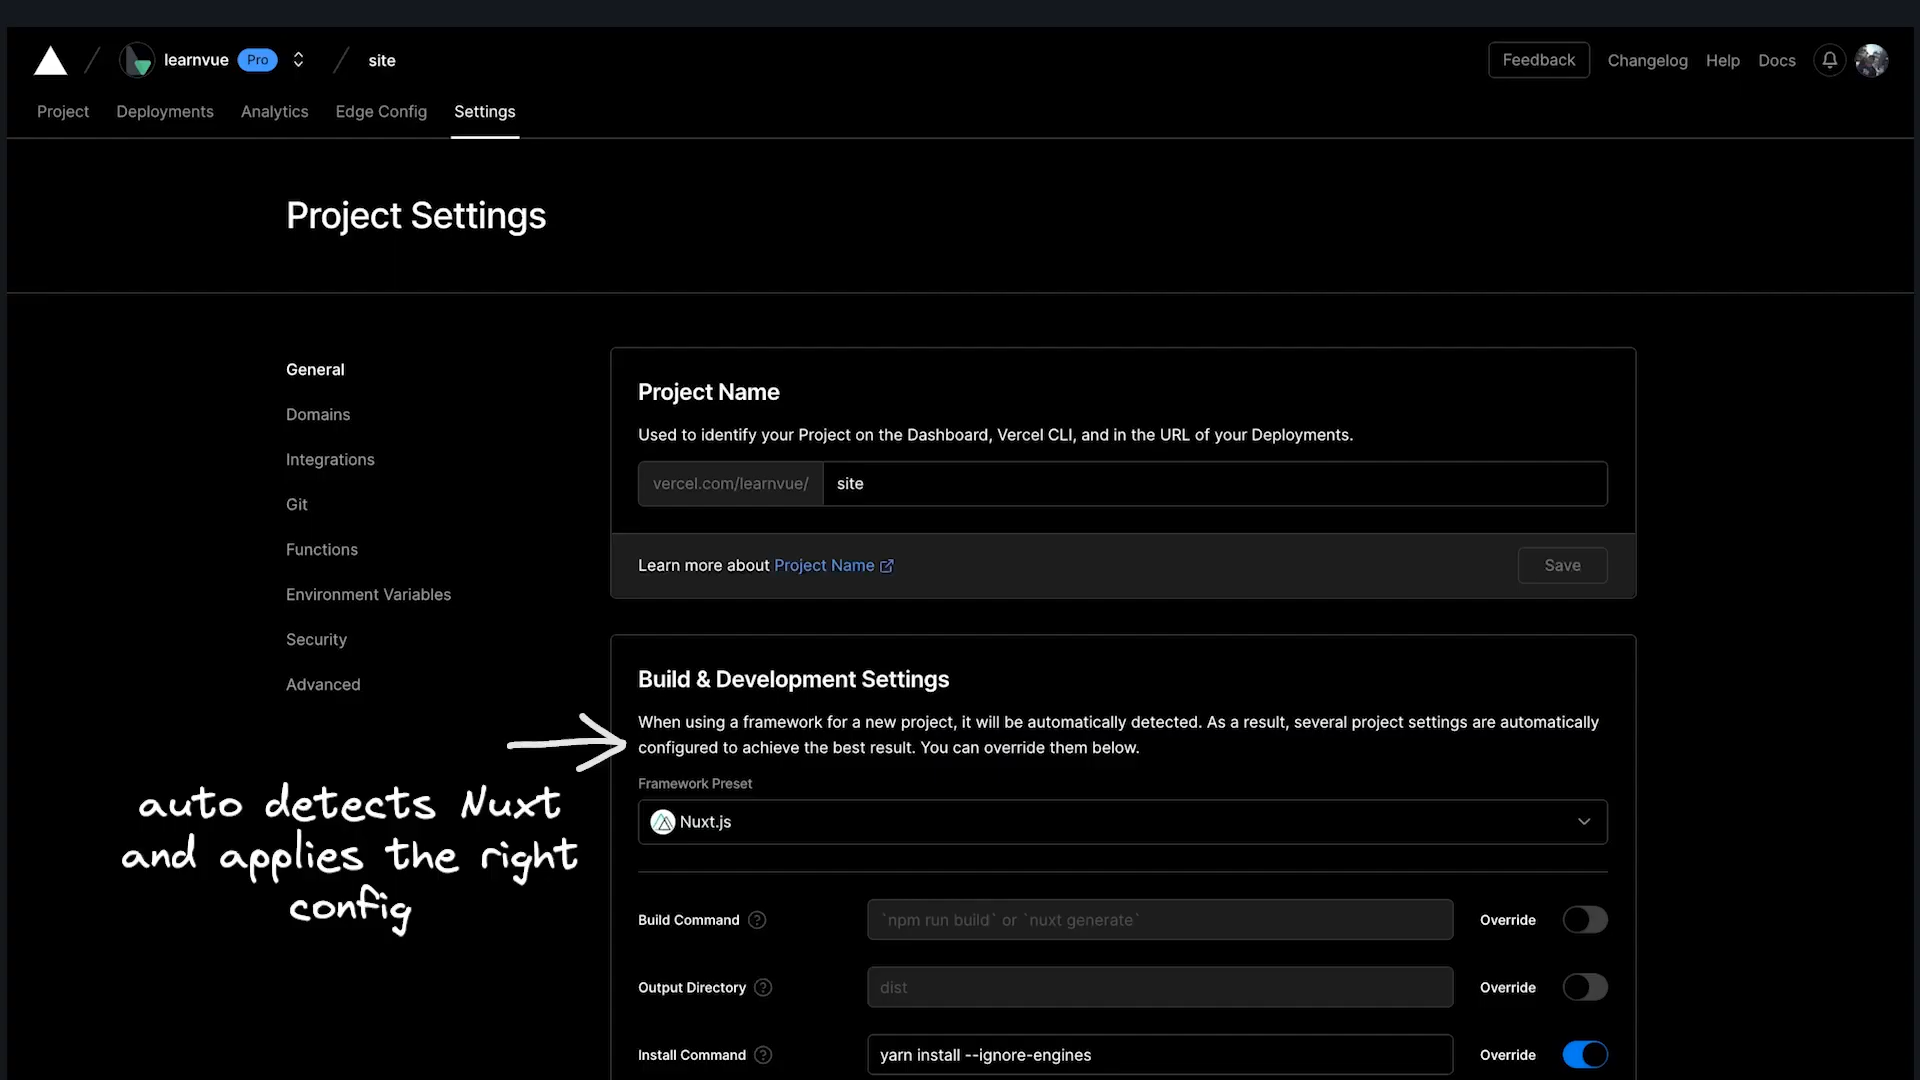 learnvue Pro site
Feedback Changelog Help Docs
Project Deployments Analytics Edge Config Settings
Project Settings
General
Domains
Integrations
Git
Functions
Environment Variables
Security
Advanced
Project Name
Used to identify your Project on the Dashboard, Vercel CLI, and in the URL of your Deployments.
vercel.com/learnvue/ site
Learn more about Project Name
Save
Build & Development Settings
When using a framework for a new project, it will be automatically detected. As a result, several project settings are automatically
configured to achieve the best result. You can override them below.
Framework Preset
Nuxt.js
Build Command ? `npm run build` or `nuxt generate` Override
Output Directory ? dist Override
Install Command ? yarn install --ignore-engines Override
auto detects Nuxt
and applies the right
config